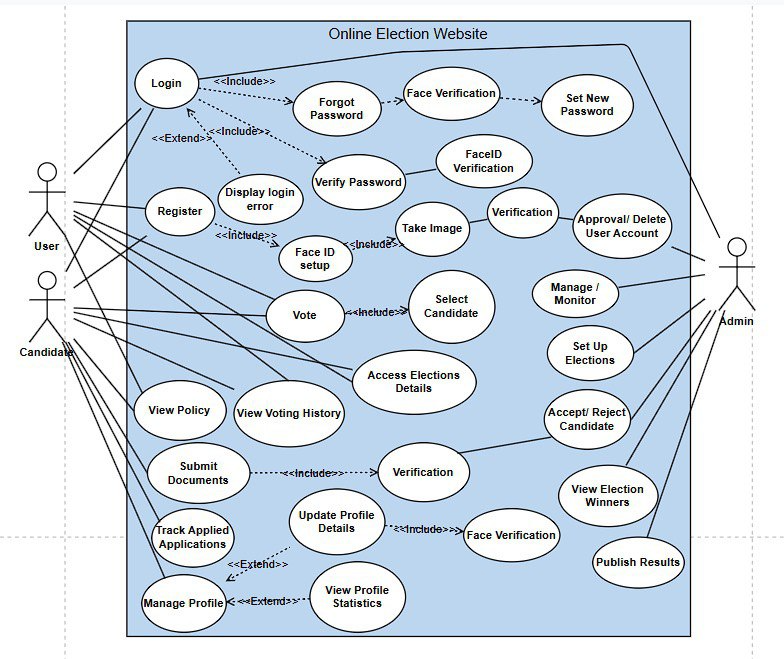 Online Election Website
Login
<<Include>>
Forgot
Password
Face Verification
Set New
Password
<<Extend>>
<<Include>>
Verify Password
FaceID
Verification
Display login
error
User
Register
<<Include>>
Face ID
setup
<<Include>>
Take Image
Verification
Approval/ Delete
User Account
Manage /
Monitor
Admin
Candidate
Vote
<<Include>>
Select
Candidate
Set Up
Elections
Access Elections
Details
View Policy
View Voting History
Accept/ Reject
Candidate
Submit
Documents
<<Include>>
Verification
View Election
Winners
Track Applied
Applications
Update Profile
Details
<<Include>>
Face Verification
<<Extend>>
Publish Results
Manage Profile
<<Extend>>
View Profile
Statistics